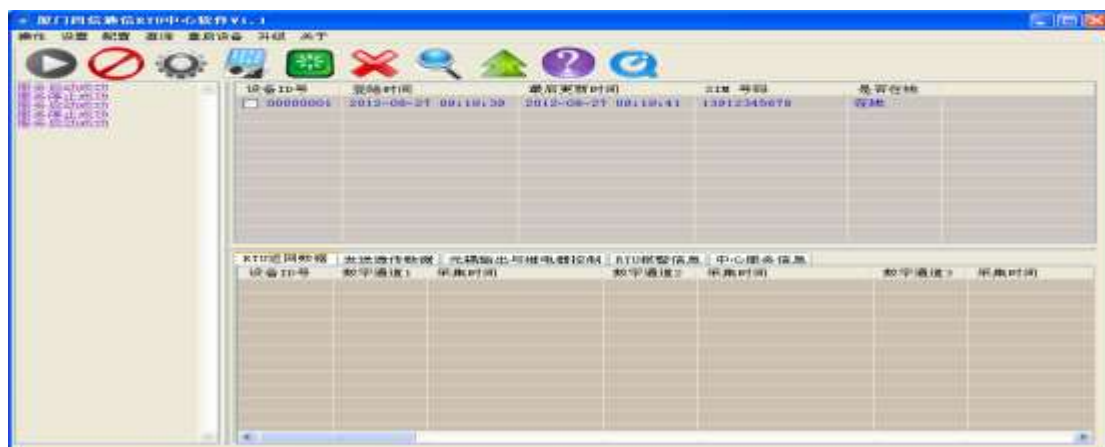 厦门四信通信RTU中心软件V1.1
操作 设置 配置 查询 重启设备 升级 关于
服务启动成功
服务停止成功
服务启动成功
服务停止成功
服务启动成功
设备ID号 登陆时间 最后更新时间 SIM 号码 是否在线
00000001 2012-08-27 09:18:39 2012-08-27 09:18:41 13912345678 在线
RTU返回数据 发送透传数据 光耦输出与继电器控制 RTU报警信息 中心服务信息
设备ID号 数字通道1 采集时间 数字通道2 采集时间 数字通道3 采集时间